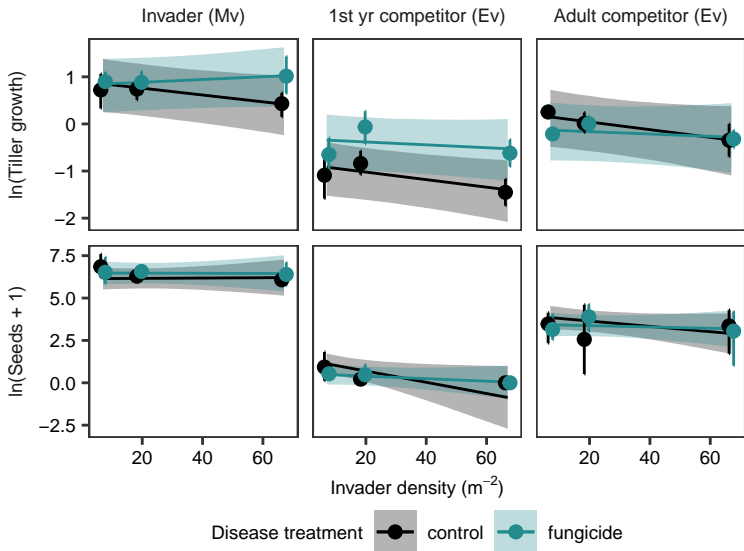 Invader (Mv) 1st yr competitor (Ev) Adult competitor (Ev)
ln(Tiller growth)
1
0
−1
−2
ln(Seeds + 1)
7.5
5.0
2.5
0.0
−2.5
20 40 60 20 40 60 20 40 60
Invader density (m⁻²)
Disease treatment control fungicide